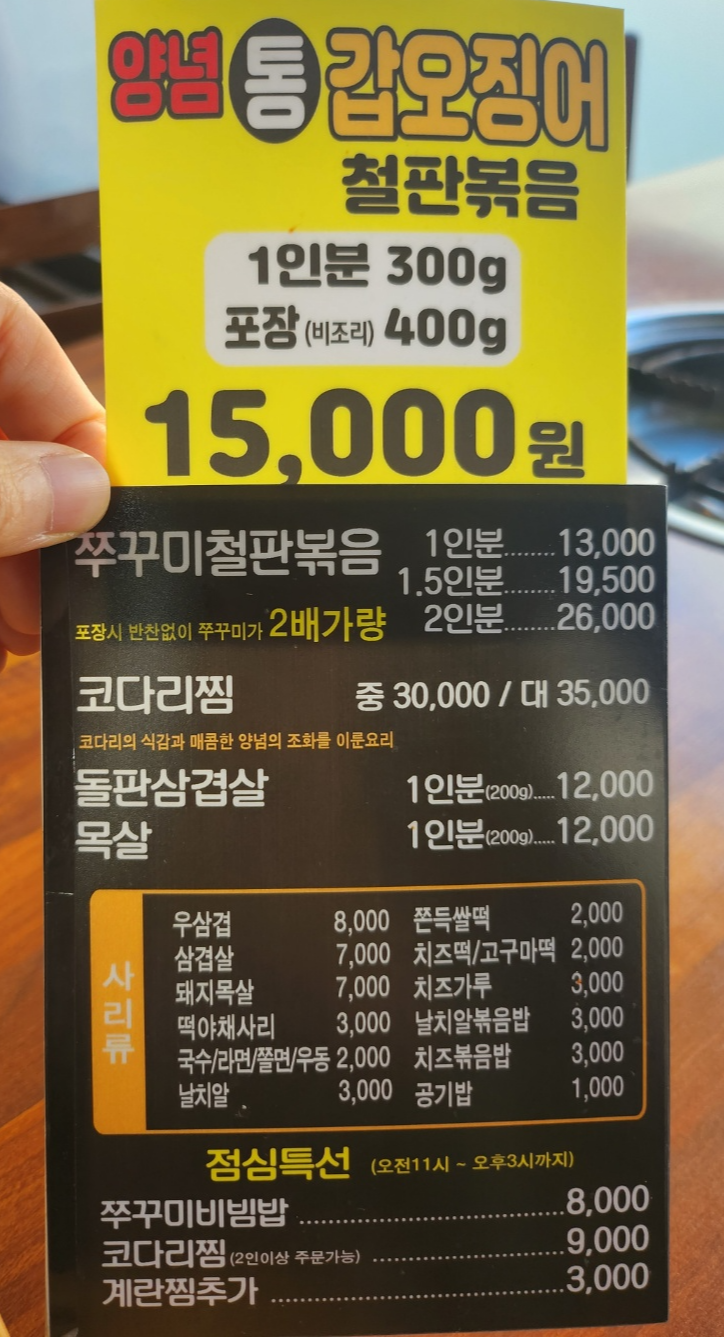 양념 통 갑오징어
철판볶음
1인분 300g
포장(비조리) 400g
15,000원
쭈꾸미철판볶음 1인분........13,000
1.5인분........19,500
포장시 반찬없이 쭈꾸미가 2배가량 2인분........26,000
코다리찜 중 30,000 / 대 35,000
코다리의 식감과 매콤한 양념의 조화를 이룬요리
돌판삼겹살 1인분(200g).....12,000
목살 1인분(200g).....12,000
사리류
우삼겹 8,000 쫀득쌀떡 2,000
삼겹살 7,000 치즈떡/고구마떡 2,000
돼지목살 7,000 치즈가루 3,000
떡야채사리 3,000 날치알볶음밥 3,000
국수/라면/쫄면/우동 2,000 치즈볶음밥 3,000
날치알 3,000 공기밥 1,000
점심특선 (오전11시 ~ 오후3시까지)
쭈꾸미비빔밥 ................................8,000
코다리찜(2인이상 주문가능) .......................9,000
계란찜추가 ...................................3,000